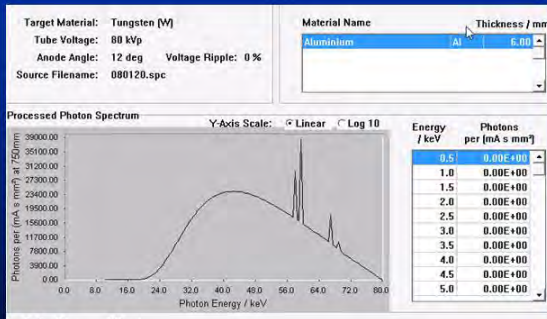 Target Material: Tungsten (W)
Tube Voltage: 80 kVp
Anode Angle: 12 deg Voltage Ripple: 0 %
Source Filename: 080120.spc
Material Name Thickness / mm
Aluminium Al 6.00
Processed Photon Spectrum
Y-Axis Scale: Linear Log 10
Photons per (mA s mm²) at 750mm
39000.00
35100.00
31200.00
27300.00
23400.00
19500.00
15600.00
11700.00
7800.00
3900.00
0.00
0.0 8.0 16.0 24.0 32.0 40.0 48.0 56.0 64.0 72.0 80.0
Photon Energy / keV
Energy / keV Photons per (mA s mm²)
0.5 0.00E+00
1.0 0.00E+00
1.5 0.00E+00
2.0 0.00E+00
2.5 0.00E+00
3.0 0.00E+00
3.5 0.00E+00
4.0 0.00E+00
4.5 0.00E+00
5.0 0.00E+00